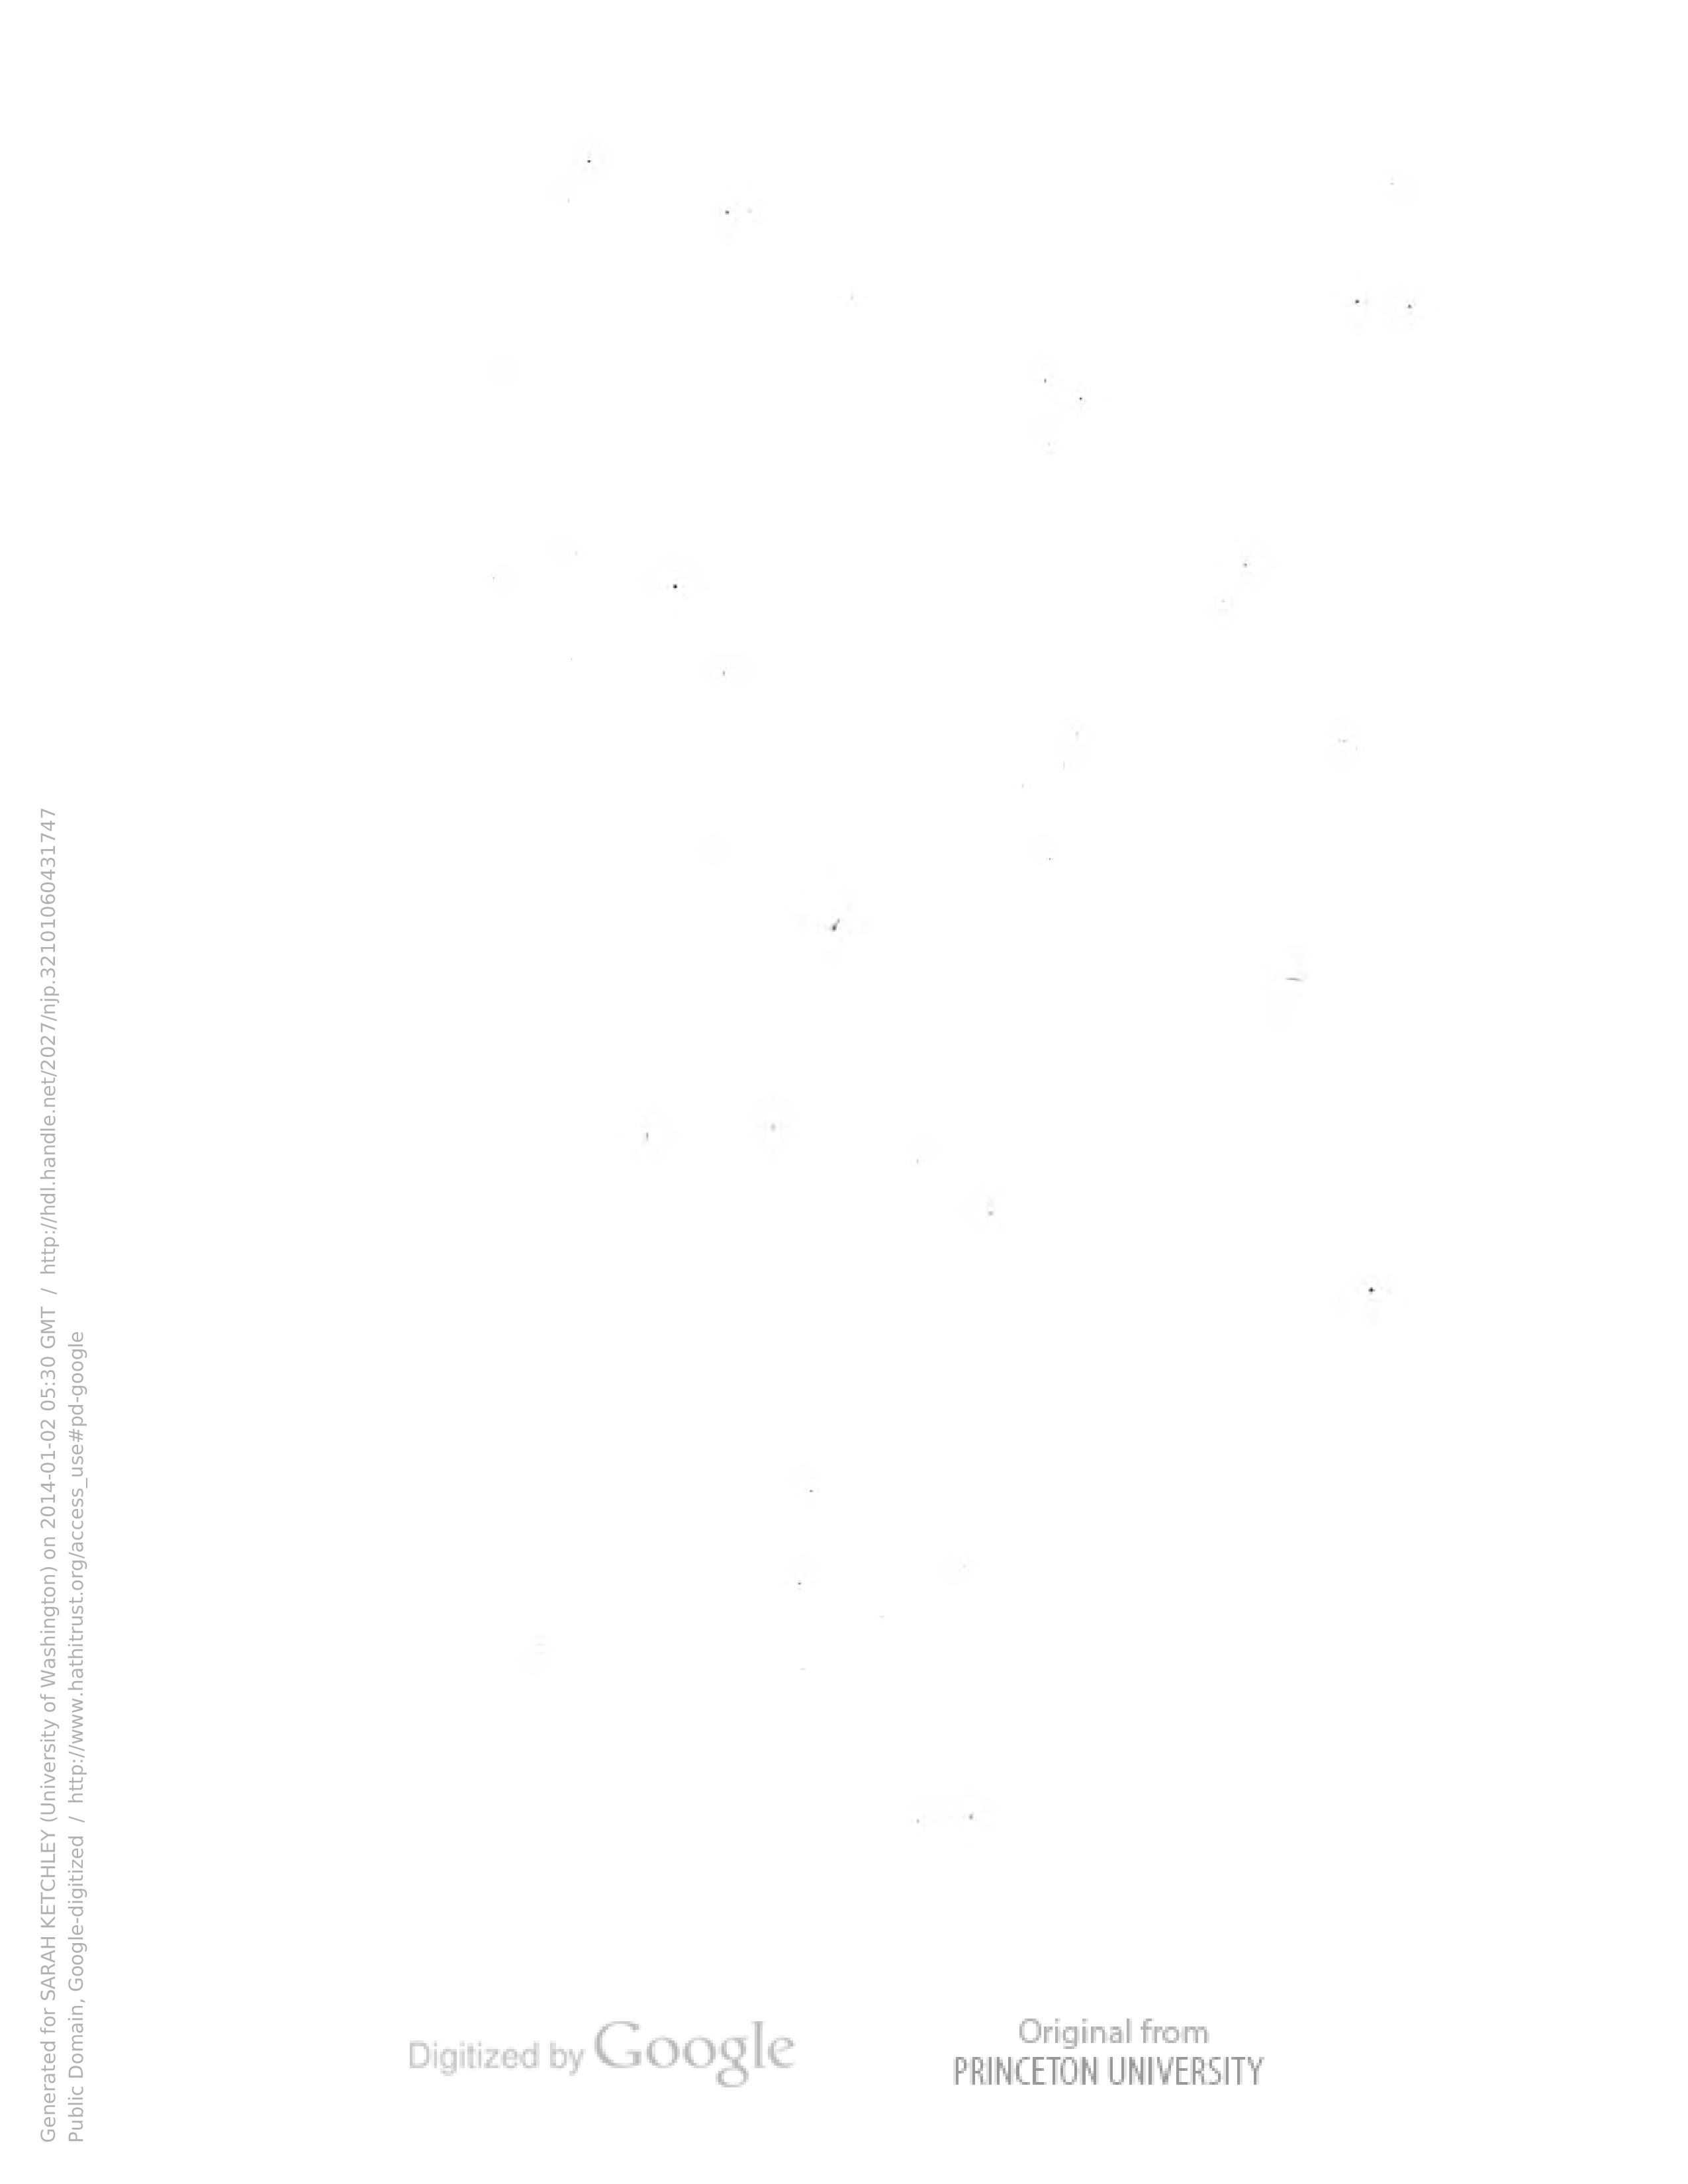 Generated for SARAH KETCHLEY (University of Washington) on 2014-01-02 05:30 GMT / http://hdl.handle.net/2027/njp.32101060431747
Public Domain, Google-digitized / http://www.hathitrust.org/access_use#pd-google
Digitized by Google
Original from
PRINCETON UNIVERSITY